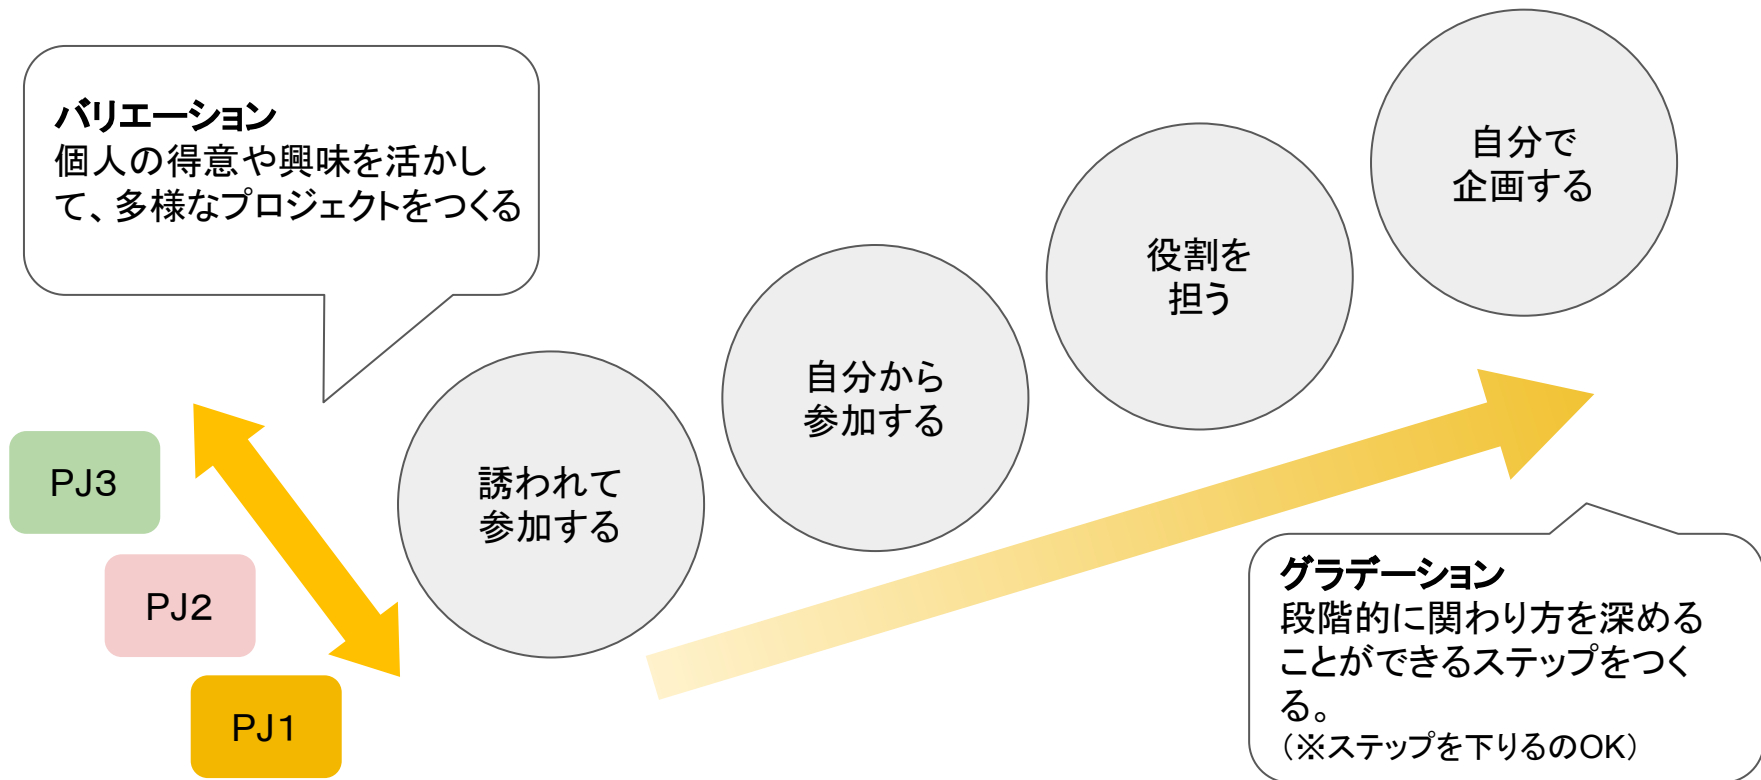 バリエーション
個人の得意や興味を活かし
て、多様なプロジェクトをつくる
自分で
企画する
役割を
担う
自分から
参加する
誘われて
参加する
PJ3
PJ2
PJ1
グラデーション
段階的に関わり方を深める
ことができるステップをつく
る。
（※ステップを下りるのOK）